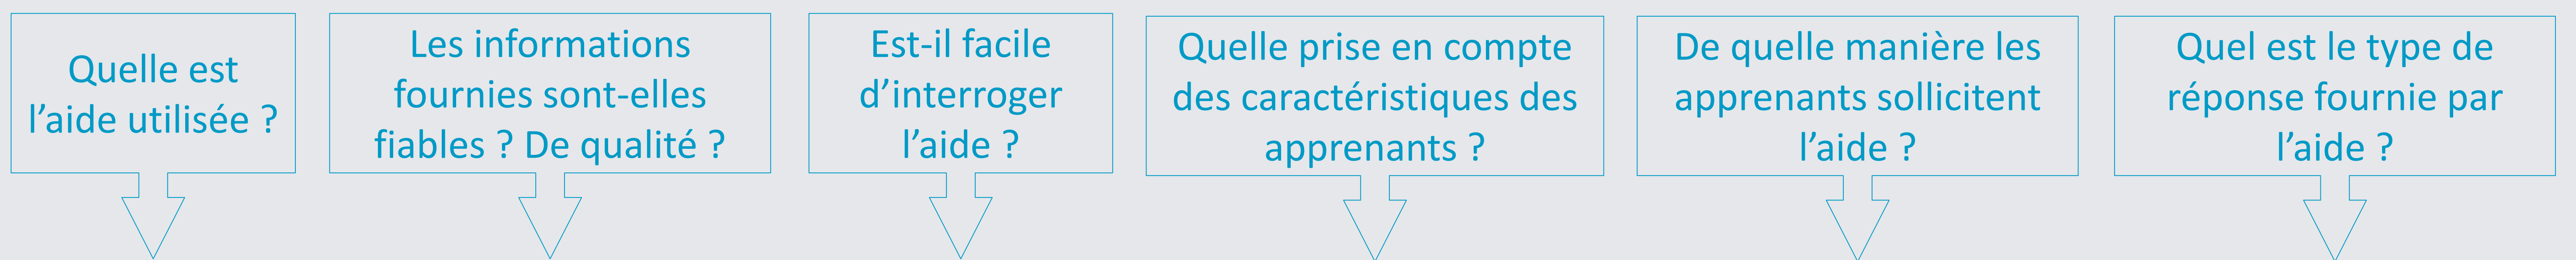 Quelle est
l’aide utilisée ?
Les informations
fournies sont-elles
fiables ? De qualité ?
Est-il facile
d’interroger
l’aide ?
Quelle prise en compte
des caractéristiques des
apprenants ?
De quelle manière les
apprenants sollicitent
l’aide ?
Quel est le type de
réponse fournie par
l’aide ?